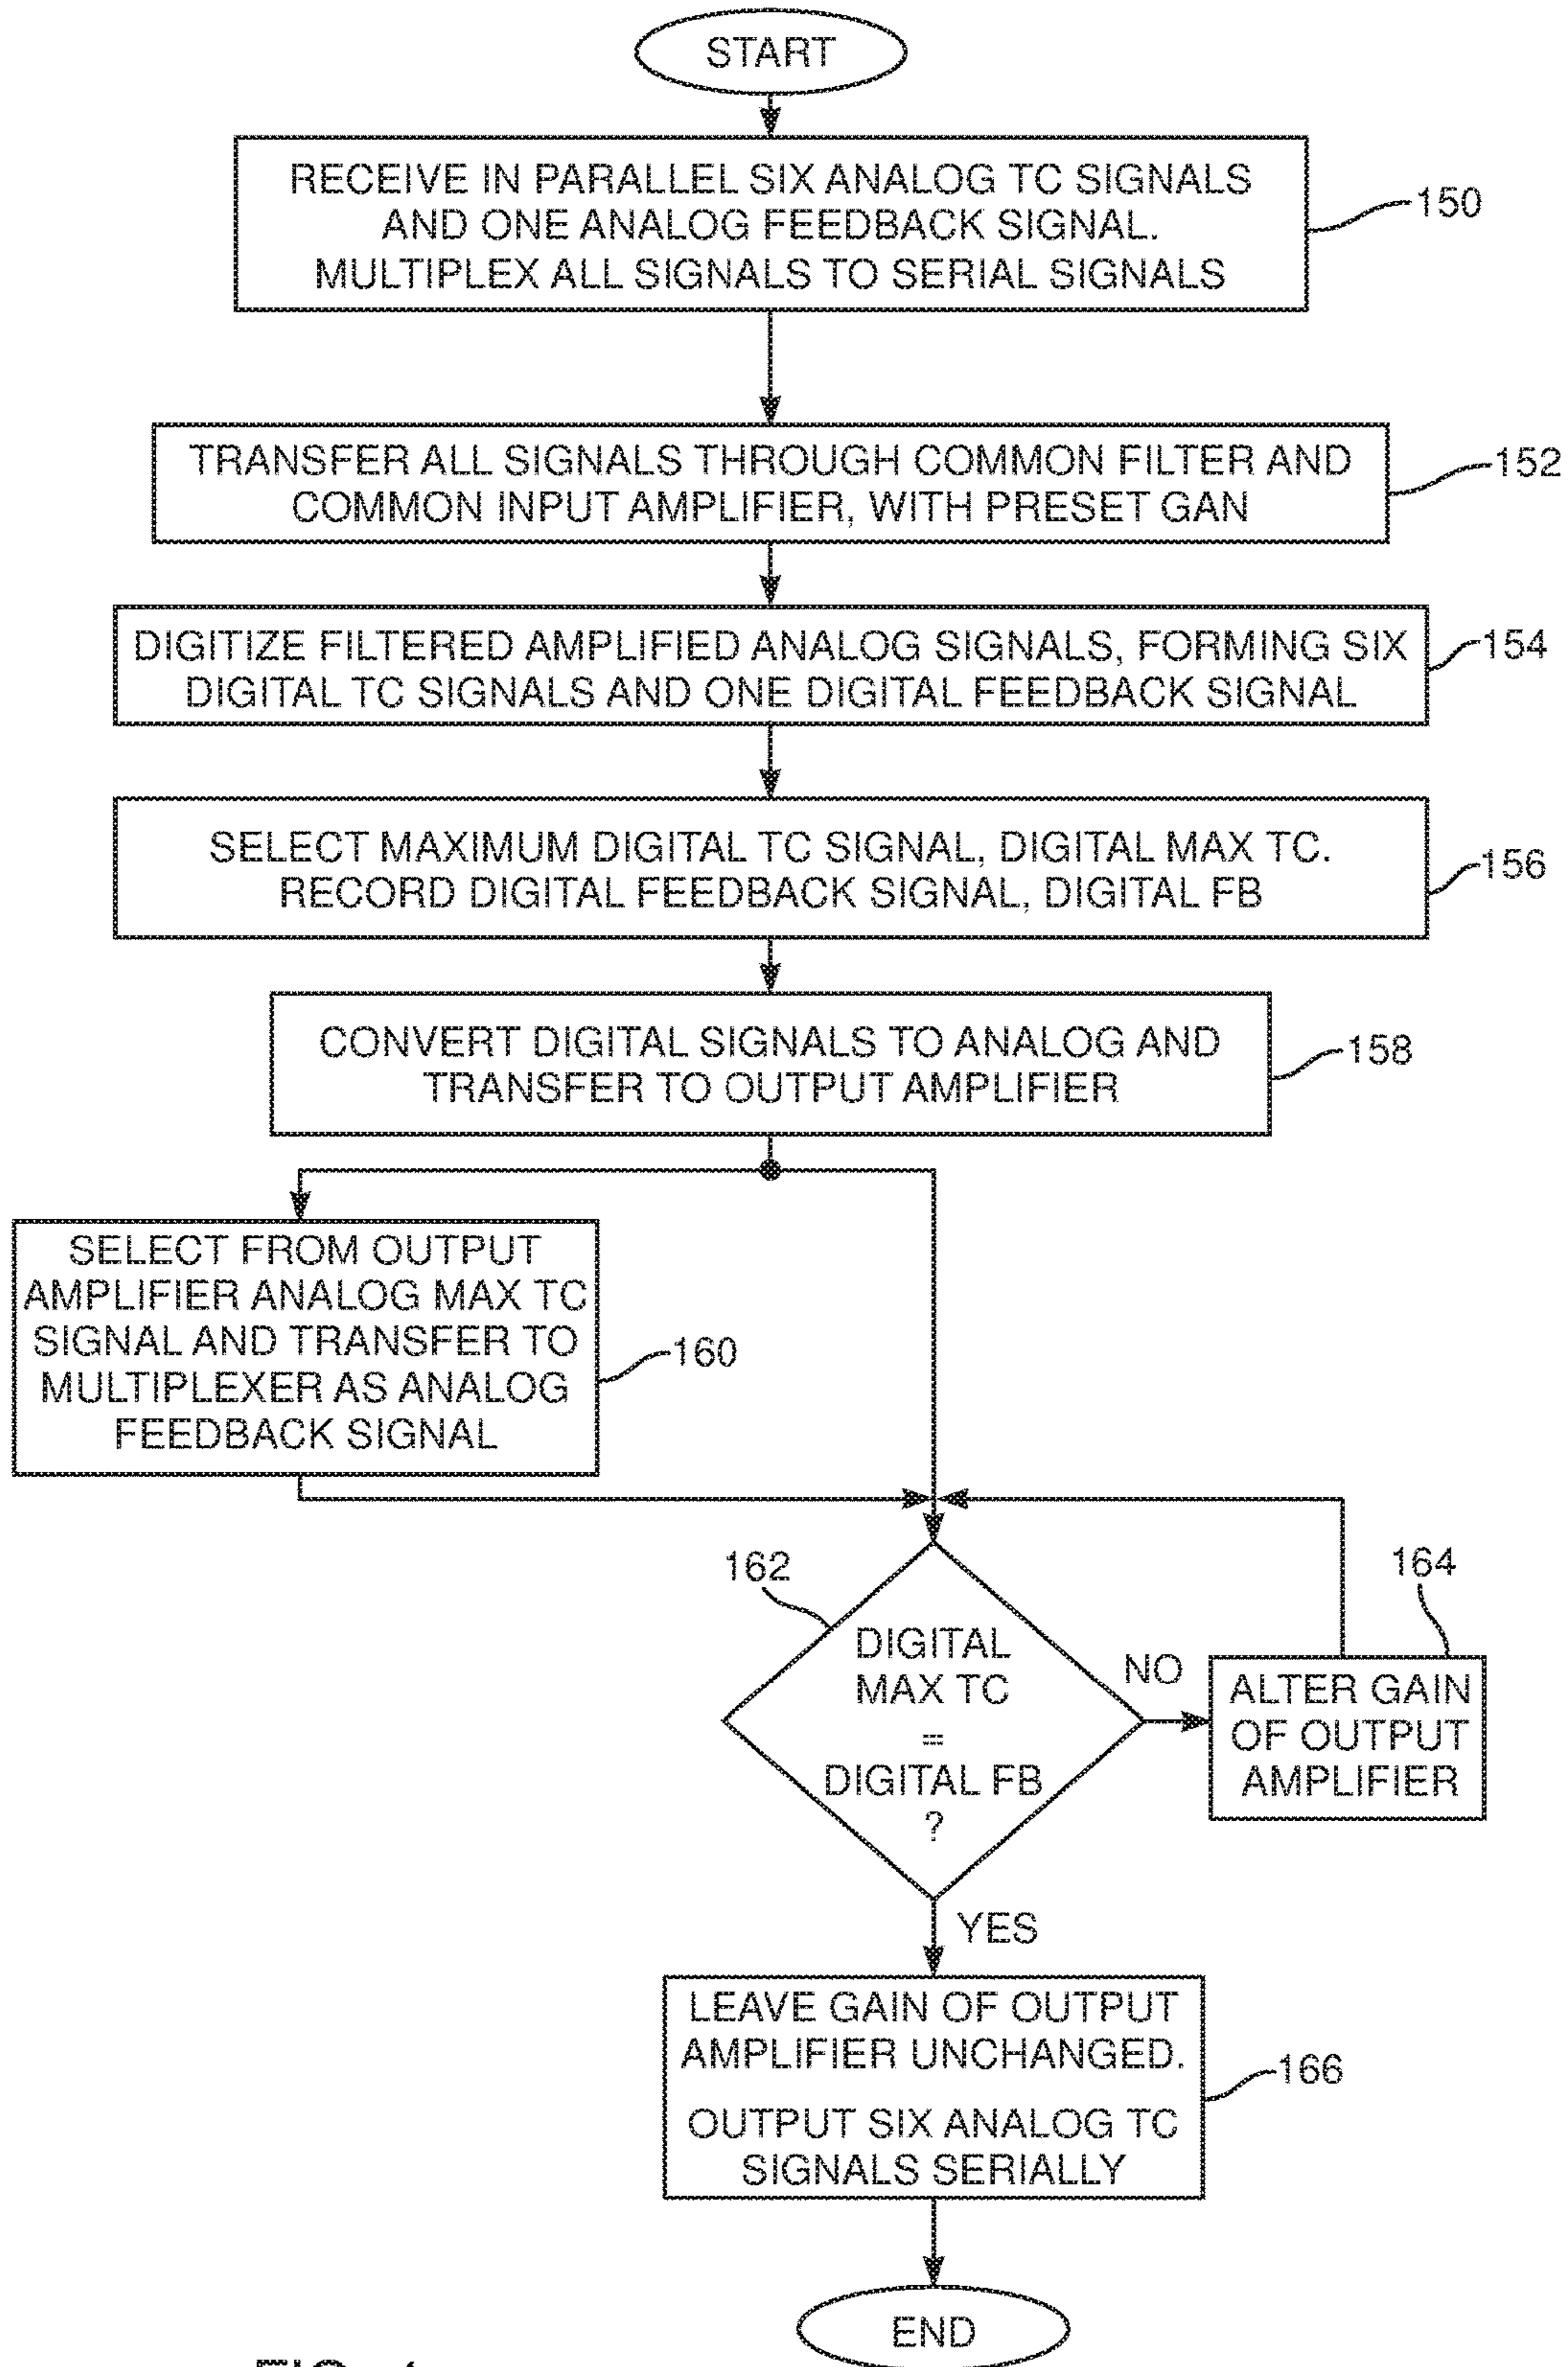 START
RECEIVE IN PARALLEL SIX ANALOG TC SIGNALS
AND ONE ANALOG FEEDBACK SIGNAL.
MULTIPLEX ALL SIGNALS TO SERIAL SIGNALS
150
TRANSFER ALL SIGNALS THROUGH COMMON FILTER AND
COMMON INPUT AMPLIFIER, WITH PRESET GAN
152
DIGITIZE FILTERED AMPLIFIED ANALOG SIGNALS, FORMING SIX
DIGITAL TC SIGNALS AND ONE DIGITAL FEEDBACK SIGNAL
154
SELECT MAXIMUM DIGITAL TC SIGNAL, DIGITAL MAX TC.
RECORD DIGITAL FEEDBACK SIGNAL, DIGITAL FB
156
CONVERT DIGITAL SIGNALS TO ANALOG AND
TRANSFER TO OUTPUT AMPLIFIER
158
SELECT FROM OUTPUT
AMPLIFIER ANALOG MAX TC
SIGNAL AND TRANSFER TO
MULTIPLEXER AS ANALOG
FEEDBACK SIGNAL
160
162
DIGITAL
MAX TC
=
DIGITAL FB
?
NO
164
ALTER GAIN
OF OUTPUT
AMPLIFIER
YES
LEAVE GAIN OF OUTPUT
AMPLIFIER UNCHANGED.
OUTPUT SIX ANALOG TC
SIGNALS SERIALLY
166
END